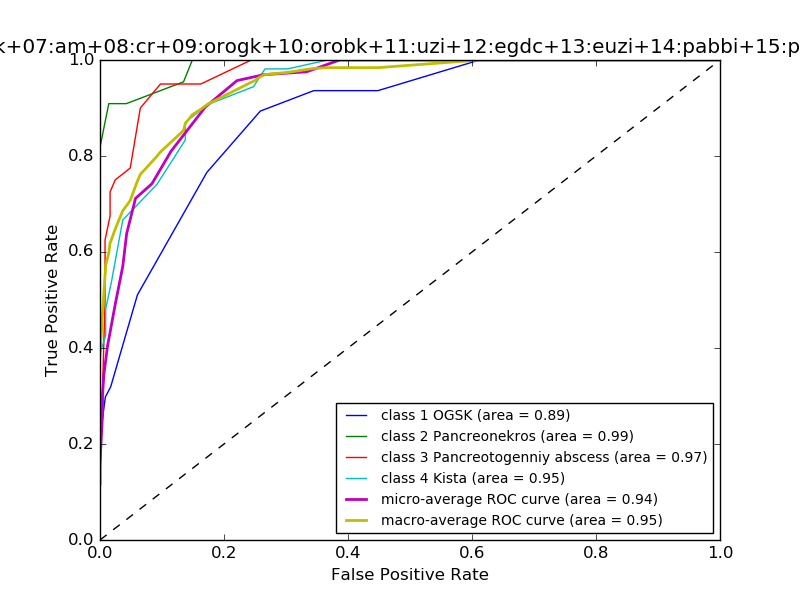 k+07:am+08:cr+09:orogk+10:orobk+11:uzi+12:egdc+13:euzi+14:pabbi+15:p
1.0
0.8
0.6
0.4
0.2
0.0
True Positive Rate
class 1 OGSK (area = 0.89)
class 2 Pancreonekros (area = 0.99)
class 3 Pancreotogenniy abscess (area = 0.97)
class 4 Kista (area = 0.95)
micro-average ROC curve (area = 0.94)
macro-average ROC curve (area = 0.95)
0.0 0.2 0.4 0.6 0.8 1.0
False Positive Rate